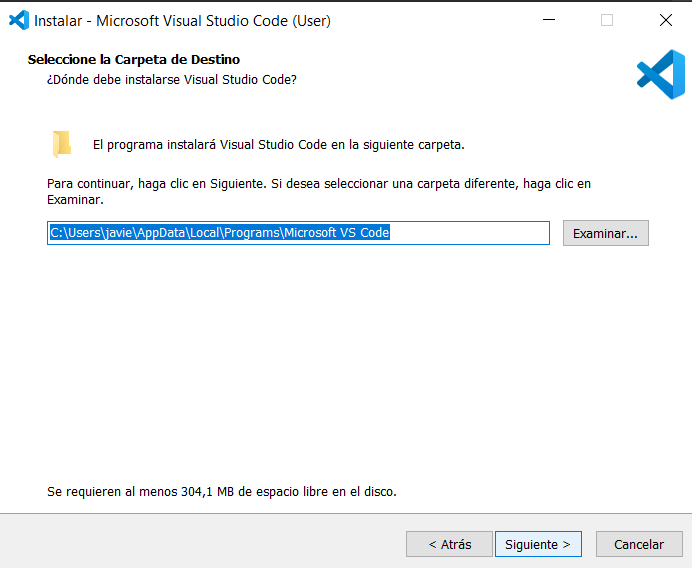 Instalar - Microsoft Visual Studio Code (User)
Seleccione la Carpeta de Destino
¿Dónde debe instalarse Visual Studio Code?
El programa instalará Visual Studio Code en la siguiente carpeta.
Para continuar, haga clic en Siguiente. Si desea seleccionar una carpeta diferente, haga clic en
Examinar.
C:\Users\javie\AppData\Local\Programs\Microsoft VS Code
Examinar...
Se requieren al menos 304,1 MB de espacio libre en el disco.
< Atrás
Siguiente >
Cancelar